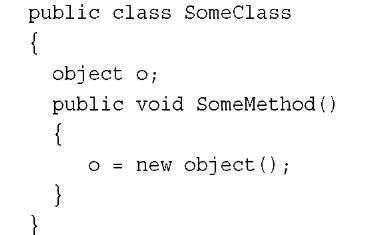 public class SomeClass
{
  object o;
  public void SomeMethod()
  {
    o = new object();
  }
}